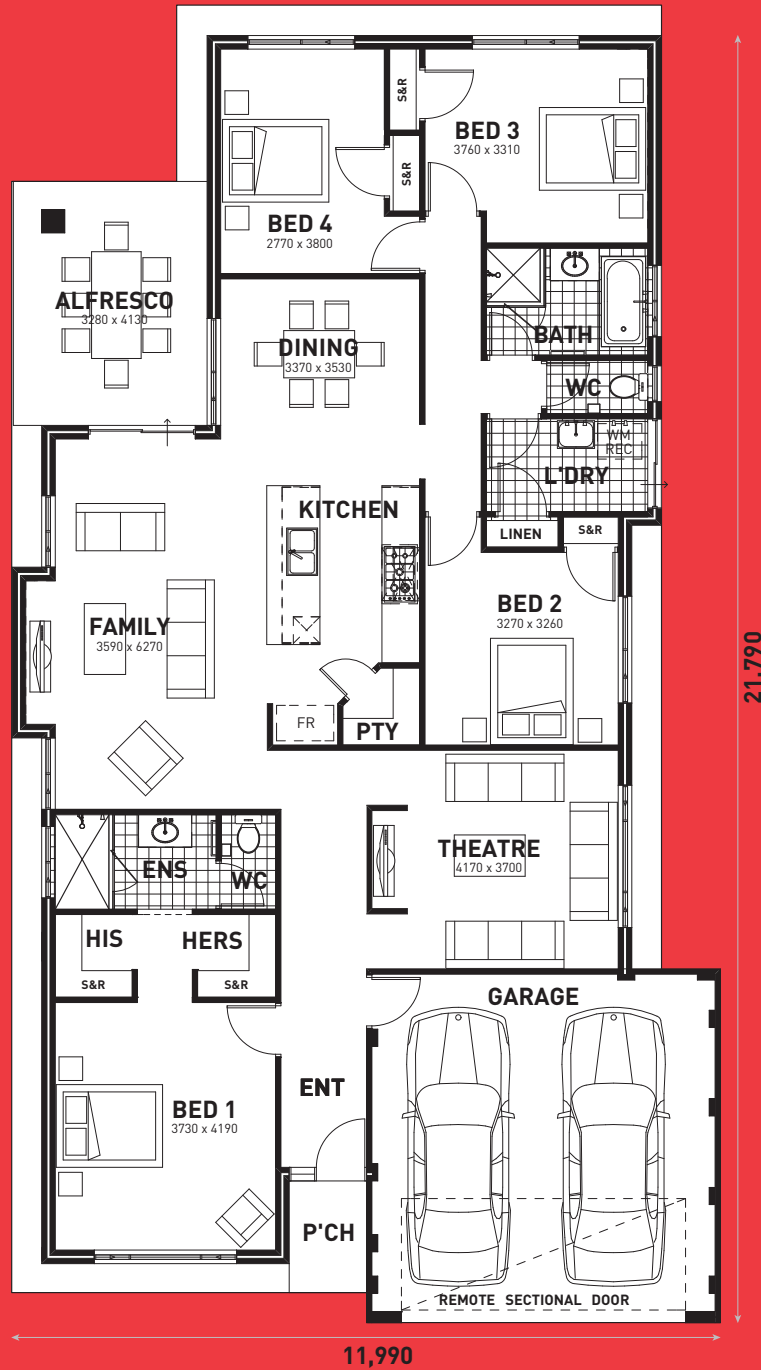 S&R
BED 3
3760 x 3310
S&R
BED 4
2770 x 3800
ALFRESCO
3280 x 4130
DINING
3370 x 3530
BATH
WC
WM
REC
L'DRY
KITCHEN
LINEN
S&R
BED 2
3270 x 3260
FAMILY
3590 x 6270
21,790
FR
PTY
THEATRE
4170 x 3700
ENS
WC
HIS
HERS
S&R
S&R
GARAGE
ENT
BED 1
3730 x 4190
P'CH
REMOTE SECTIONAL DOOR
11,990